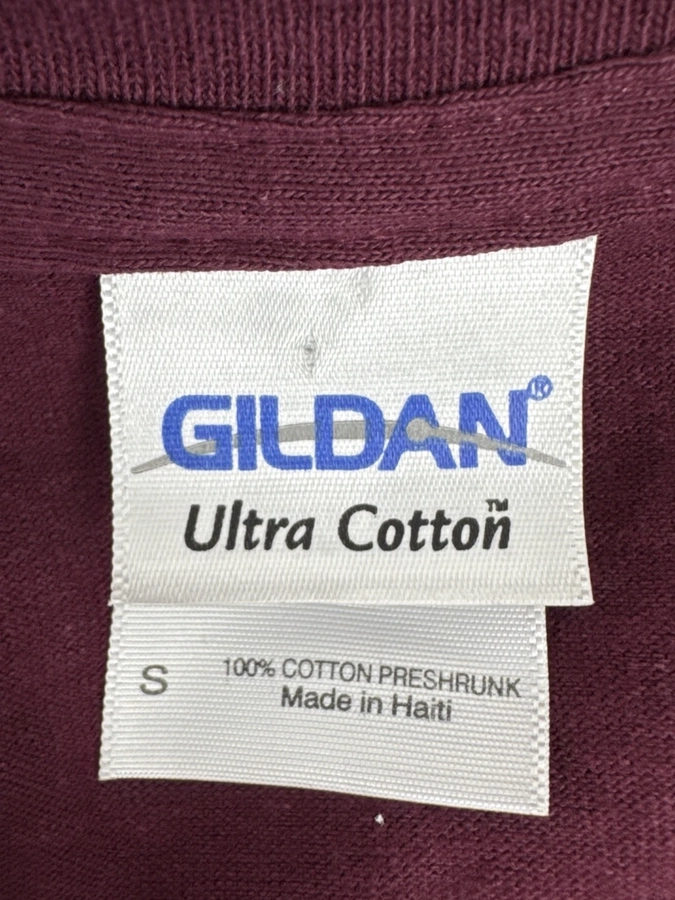 GILDAN®
Ultra Cotton™
S 100% COTTON PRESHRUNK
Made in Haiti